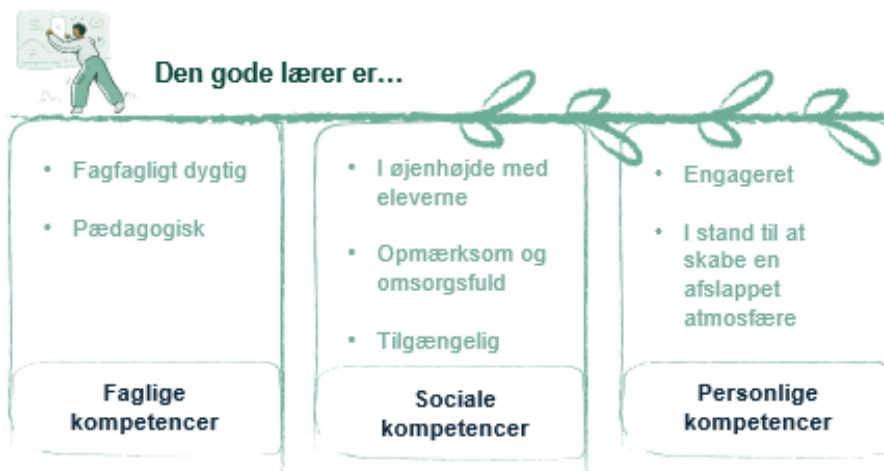 Den gode lærer er...
• Fagfagligt dygtig
• Pædagogisk
Faglige
kompetencer
• I øjenhøjde med
eleverne
• Opmærksom og
omsorgsfuld
• Tilgængelig
Sociale
kompetencer
• Engageret
• I stand til at
skabe en
afslappet
atmosfære
Personlige
kompetencer